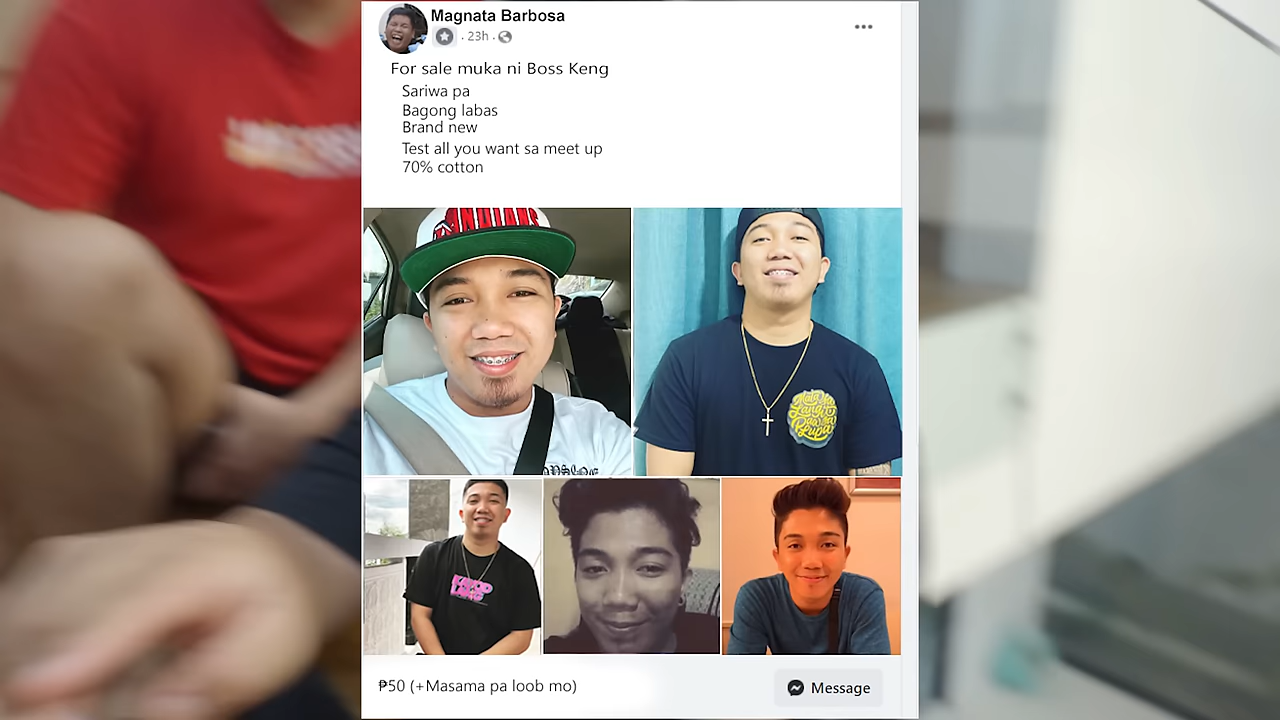 Magnata Barbosa
· 23h ·
For sale muka ni Boss Keng
Sariwa pa
Bagong labas
Brand new
Test all you want sa meet up
70% cotton
INDIANS
₱50 (+Masama pa loob mo)
Message